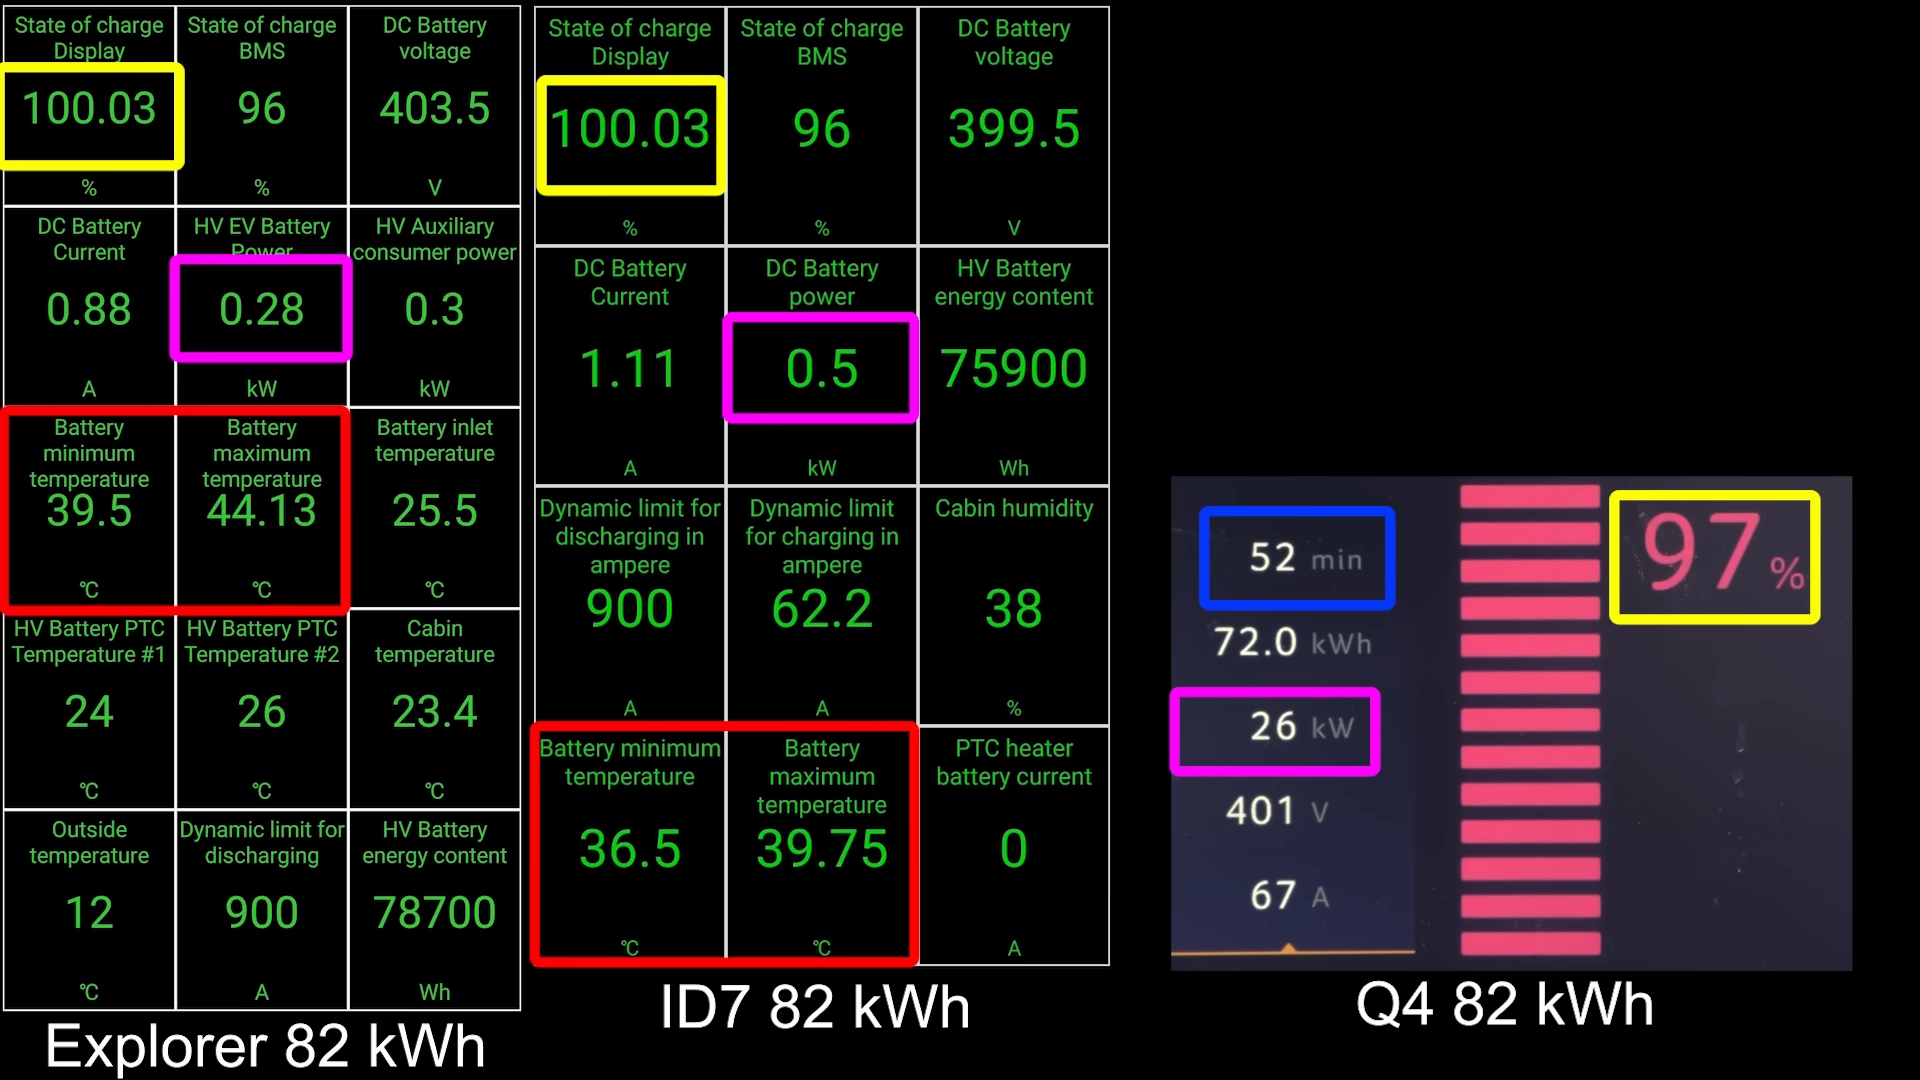 State of charge
Display
100.03
%
State of charge
BMS
96
%
DC Battery
voltage
403.5
V
DC Battery
Current
0.88
A
HV EV Battery
Power
0.28
kW
HV Auxiliary
consumer power
0.3
kW
Battery
minimum
temperature
39.5
°C
Battery
maximum
temperature
44.13
°C
Battery inlet
temperature
25.5
°C
HV Battery PTC
Temperature #1
24
°C
HV Battery PTC
Temperature #2
26
°C
Cabin
temperature
23.4
°C
Outside
temperature
12
°C
Dynamic limit for
discharging
900
A
HV Battery
energy content
78700
Wh
Explorer 82 kWh
State of charge
Display
100.03
%
State of charge
BMS
96
%
DC Battery
voltage
399.5
V
DC Battery
Current
1.11
A
DC Battery
power
0.5
kW
HV Battery
energy content
75900
Wh
Dynamic limit for
discharging in
ampere
900
A
Dynamic limit
for charging in
ampere
62.2
A
Cabin humidity
38
%
Battery minimum
temperature
36.5
°C
Battery
maximum
temperature
39.75
°C
PTC heater
battery current
0
A
ID7 82 kWh
52 min
72.0 kWh
26 kW
401 V
67 A
97 %
Q4 82 kWh